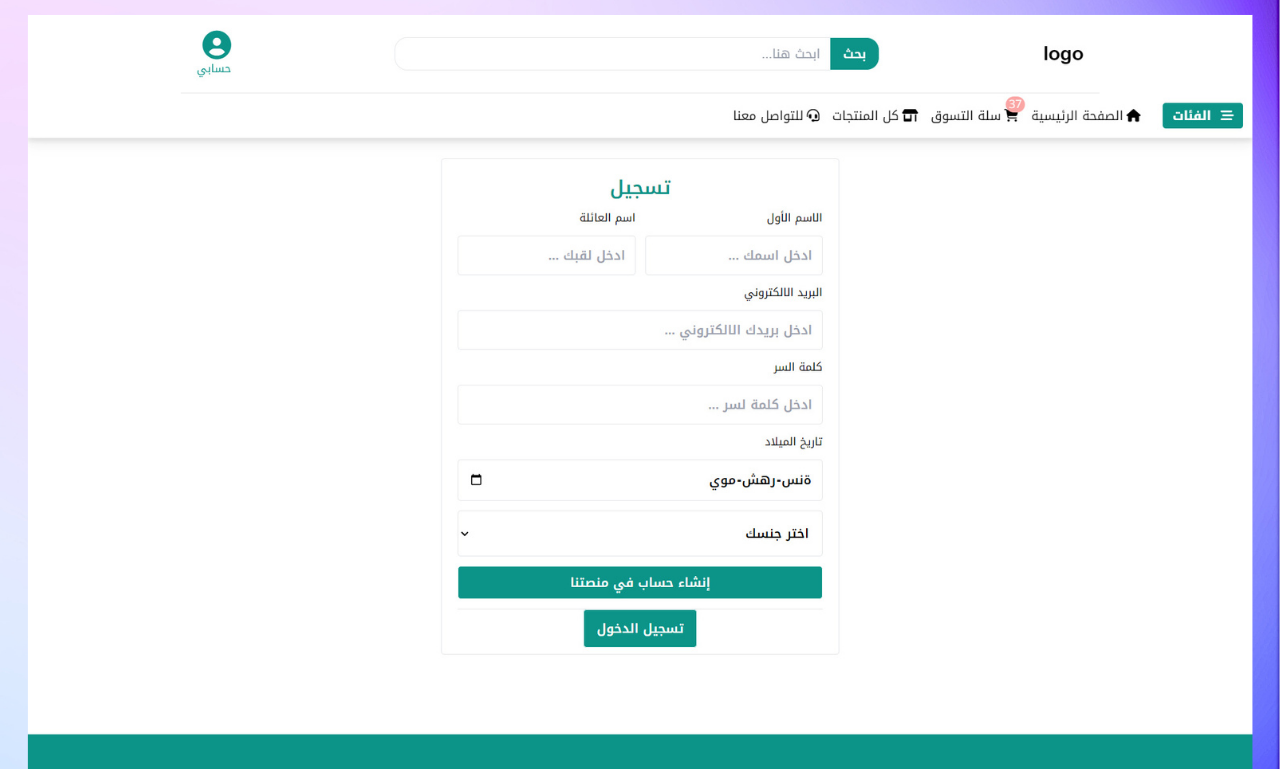 logo
بحث
ابحث هنا...
حسابي
الفئات
الصفحة الرئيسية
37
سلة التسوق
كل المنتجات
للتواصل معنا
تسجيل
الاسم الأول
اسم العائلة
ادخل اسمك ...
ادخل لقبك ...
البريد الالكتروني
ادخل بريدك الالكتروني ...
كلمة السر
ادخل كلمة لسر ...
تاريخ الميلاد
ةنس-رهش-موي
اختر جنسك
إنشاء حساب في منصتنا
تسجيل الدخول